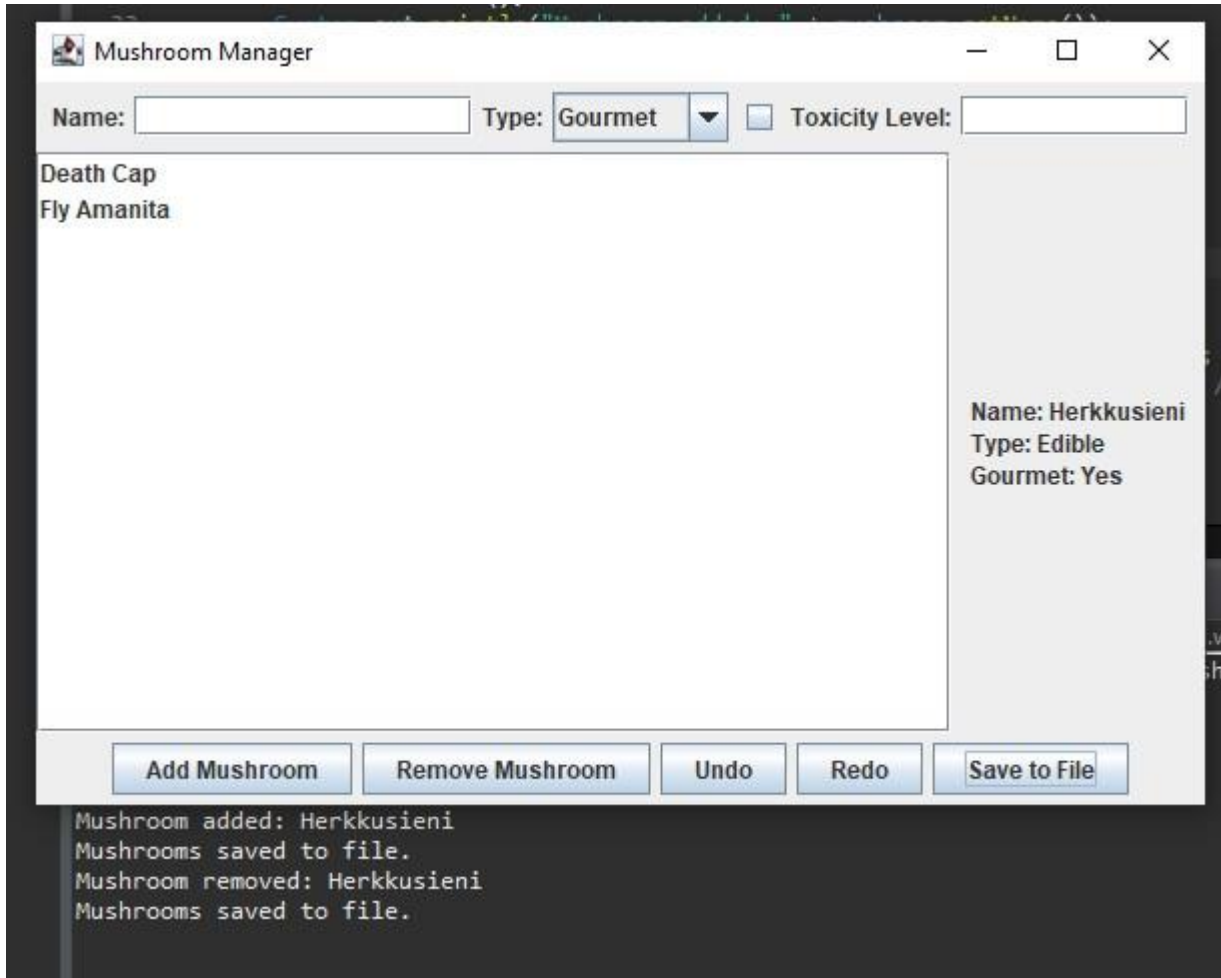 Mushroom Manager
Name: Type: Gourmet Toxicity Level:
Death Cap
Fly Amanita
Name: Herkkusieni
Type: Edible
Gourmet: Yes
Add Mushroom Remove Mushroom Undo Redo Save to File
Mushroom added: Herkkusieni
Mushrooms saved to file.
Mushroom removed: Herkkusieni
Mushrooms saved to file.